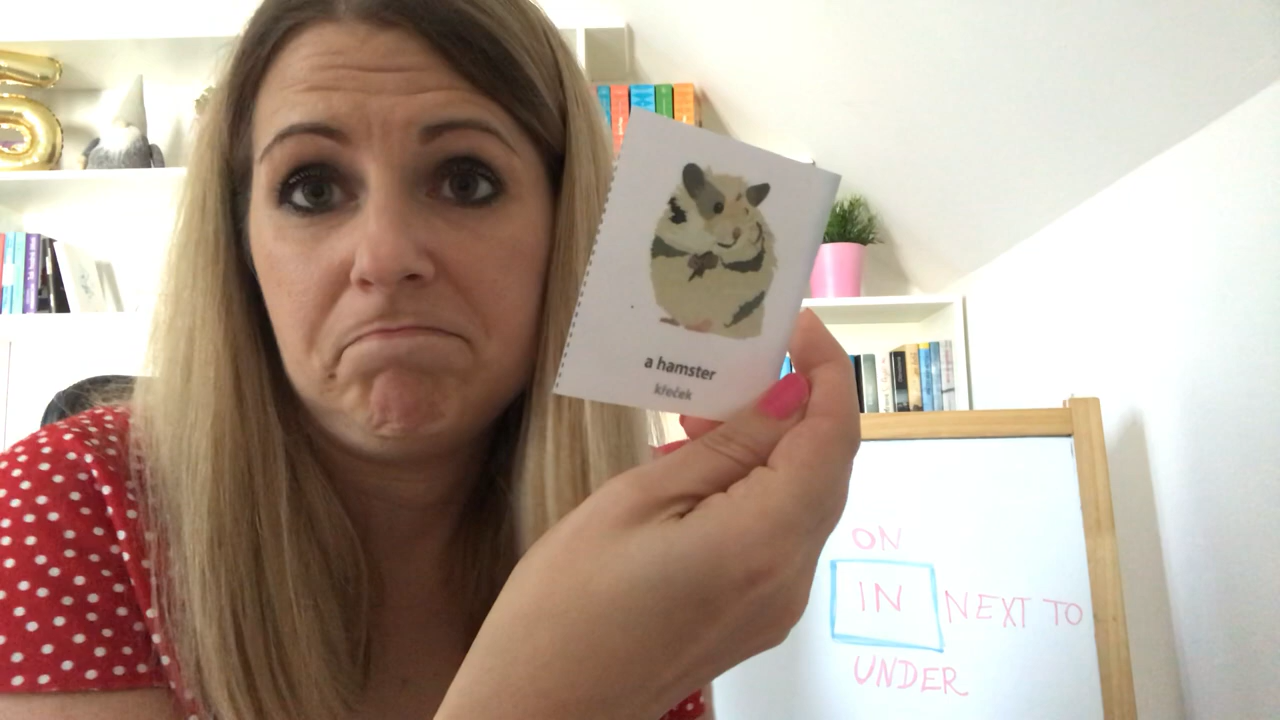 a hamster
křeček
ON
IN
NEXT TO
UNDER